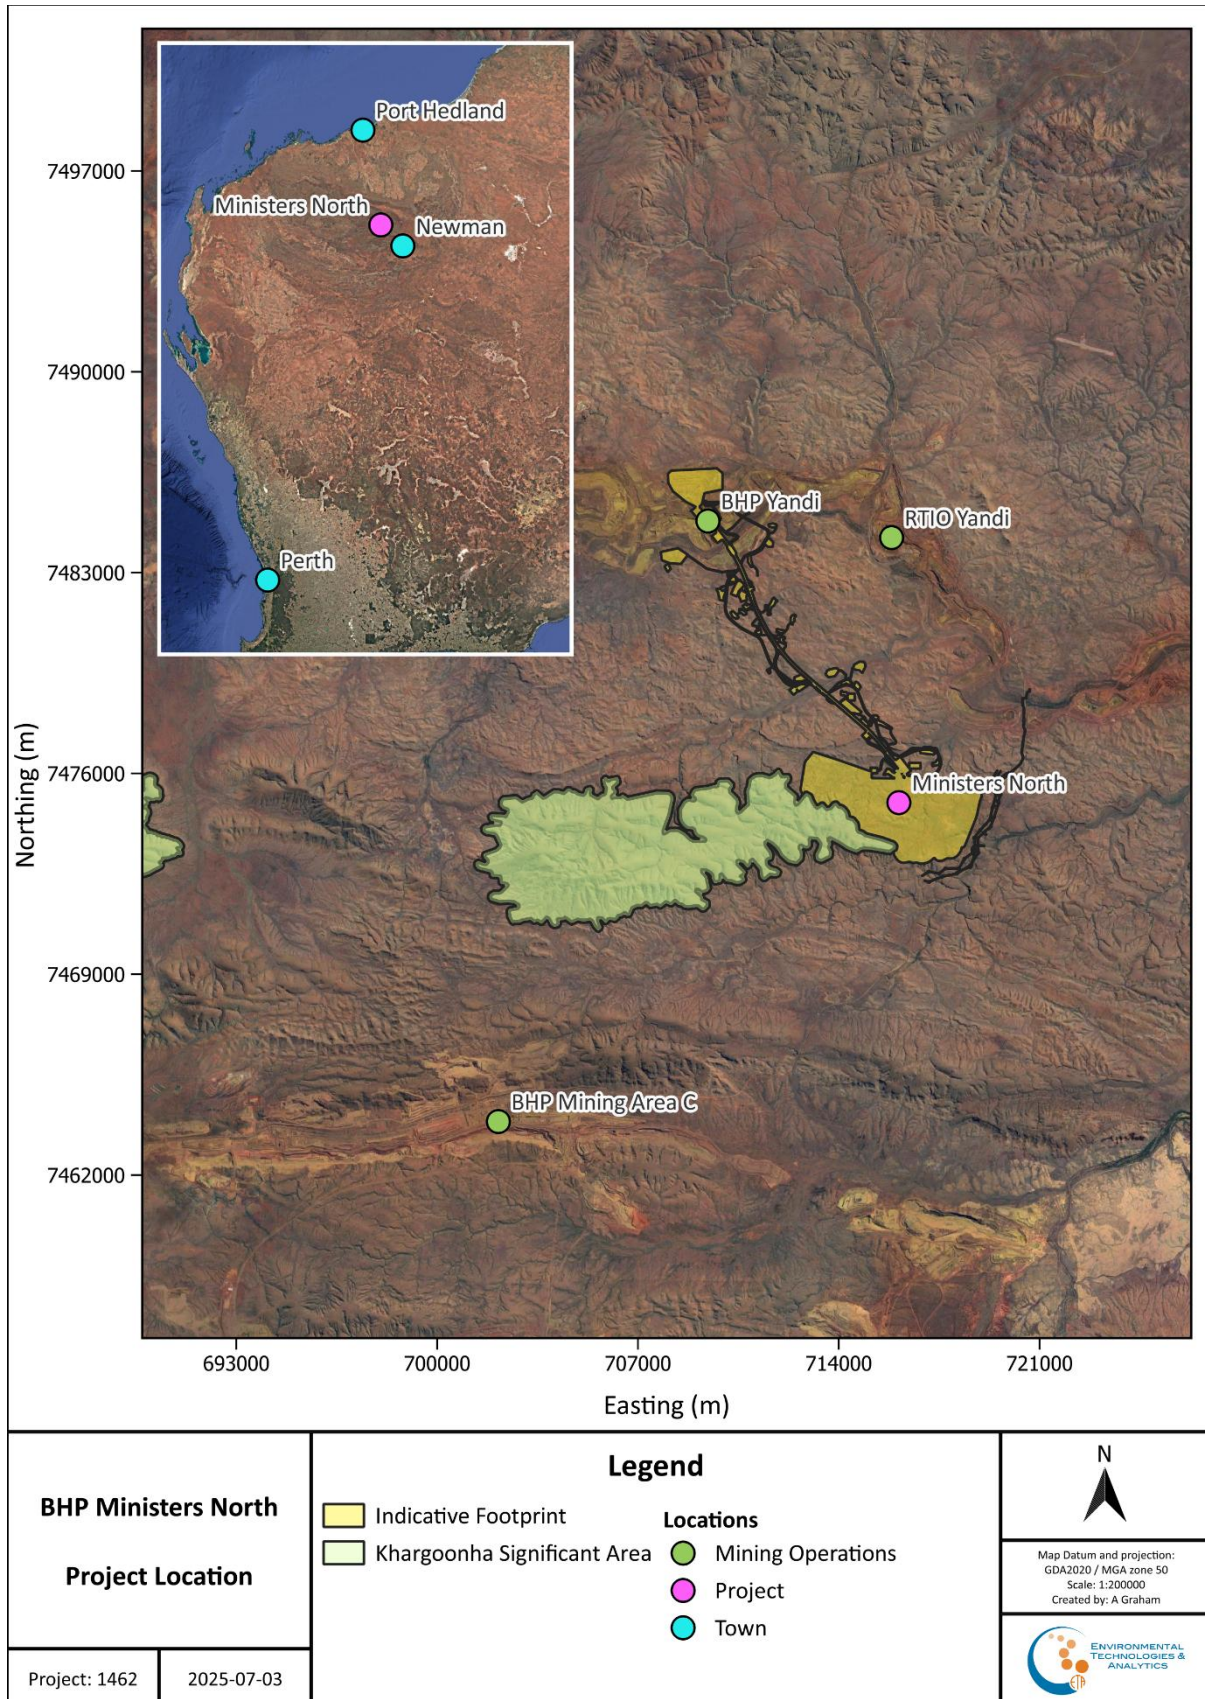 Port Hedland
Ministers North
Newman
Perth
7497000
7490000
7483000
7476000
7469000
7462000
Northing (m)
BHP Yandi
RTIO Yandi
Ministers North
BHP Mining Area C
693000
700000
707000
714000
721000
Easting (m)
BHP Ministers North
Project Location
Project: 1462
2025-07-03
Legend
Indicative Footprint
Khargoonha Significant Area
Locations
Mining Operations
Project
Town
N
Map Datum and projection:
GDA2020 / MGA zone 50
Scale: 1:200000
Created by: A Graham
ETA
ENVIRONMENTAL
TECHNOLOGIES &
ANALYTICS